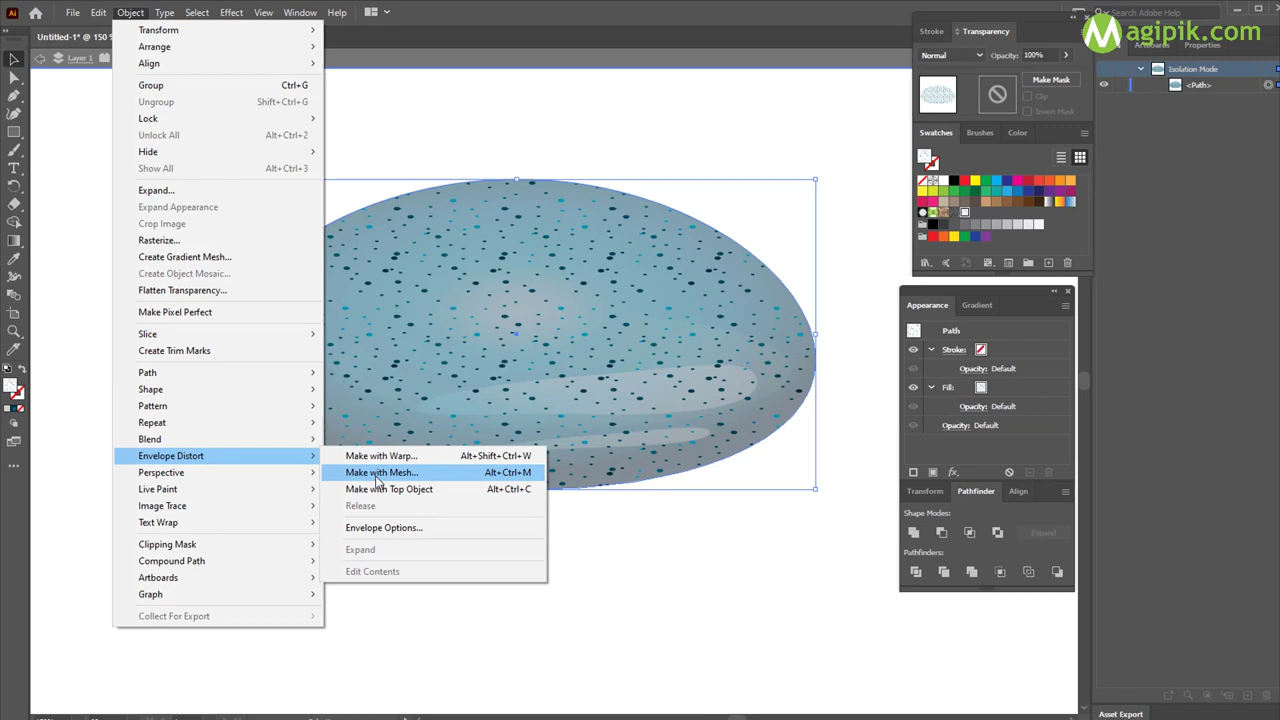 Ai File Edit Object Type Select Effect View Window Help
Search Adobe Help
Magipik.com
Untitled-1* @ 150 %
Layer 1
Transform
Arrange
Align
Group Ctrl+G
Ungroup Shift+Ctrl+G
Lock
Unlock All Alt+Ctrl+2
Hide
Show All Alt+Ctrl+3
Expand...
Expand Appearance
Crop Image
Rasterize...
Create Gradient Mesh...
Create Object Mosaic...
Flatten Transparency...
Make Pixel Perfect
Slice
Create Trim Marks
Path
Shape
Pattern
Repeat
Blend
Envelope Distort
Perspective
Live Paint
Image Trace
Text Wrap
Clipping Mask
Compound Path
Artboards
Graph
Collect For Export
Make with Warp... Alt+Shift+Ctrl+W
Make with Mesh... Alt+Ctrl+M
Make with Top Object Alt+Ctrl+C
Release
Envelope Options...
Expand
Edit Contents
Stroke Transparency
Normal Opacity: 100%
Make Mask
Clip
Invert Mask
Swatches Brushes Color
Appearance Gradient
Path
Stroke:
Opacity: Default
Fill:
Opacity: Default
Opacity: Default
fx
Transform Pathfinder Align
Shape Modes:
Expand
Pathfinders:
Artboards Properties
Isolation Mode
<Path>
Asset Export